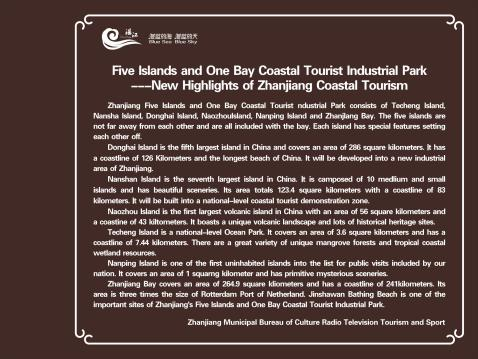 湛江 湛蓝的海 湛蓝的天
Blue Sea Blue Sky
Five Islands and One Bay Coastal Tourist Industrial Park
---New Highlights of Zhanjiang Coastal Tourism
Zhanjiang Five Islands and One Bay Coastal Tourist ndustrial Park consists of Techeng Island,
Nansha Island, Donghai Island, NaozhouIsland, Nanping Island and Zhanjiang Bay. The five islands are
not far away from each other and are all included with the bay. Each island has special features setting
each other off.
Donghai Island is the fifth largest island in China and covers an area of 286 square kilometers. It has
a coastline of 126 Kilometers and the longest beach of China. It will be developed into a new industrial
area of Zhanjiang.
Nanshan Island is the seventh largest island in China. It is camposed of 10 medium and small
islands and has beautiful sceneries. Its area totals 123.4 square kilometers with a coastline of 83
kilometers. It will be built into a national-level coastal tourist demonstration zone.
Naozhou Island is the first largest volcanic island in China with an area of 56 square kilometers and
a coastine of 43 kiltometers. It boasts a unique volcanic landscape and lots of historical heritage sites.
Techeng Island is a national-level Ocean Park. It covers an area of 3.6 square kilometers and has a
coastline of 7.44 kilometers. There are a great variety of unique mangrove forests and tropical coastal
wetland resources.
Nanping Island is one of the first uninhabited islands into the list for public visits included by our
nation. It covers an area of 1 squarng kilometer and has primitive mysterious sceneries.
Zhanjiang Bay covers an area of 264.9 square kliometers and has a coastline of 241kilometers. Its
area is three times the size of Rotterdam Port of Netherland. Jinshawan Bathing Beach is one of the
important sites of Zhanjiang's Five Islands and One Bay Coastal Tourist Industrial Park.
Zhanjiang Municipal Bureau of Culture Radio Television Tourism and Sport